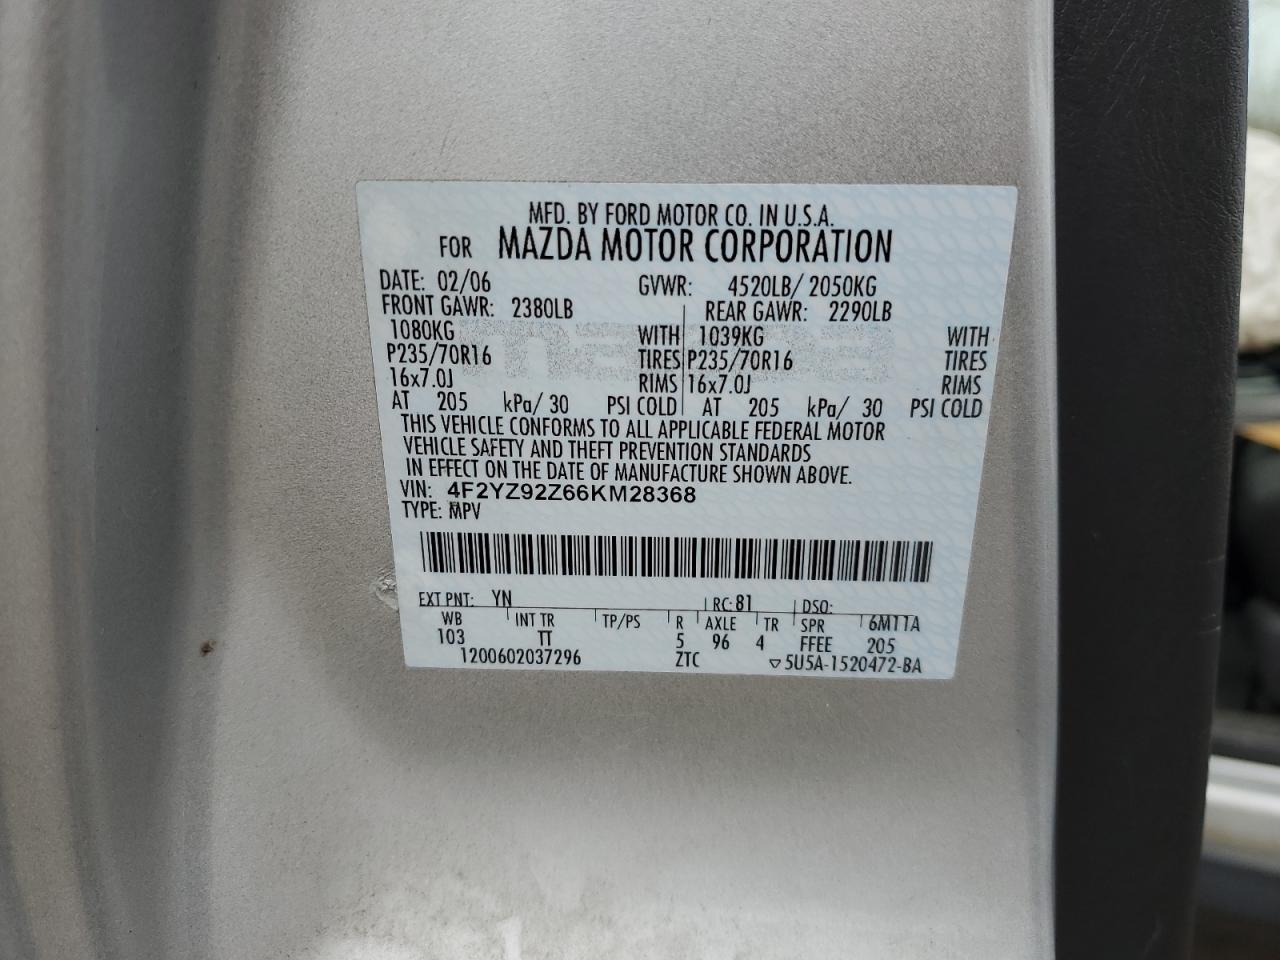 MFD. BY FORD MOTOR CO. IN U.S.A.
FOR MAZDA MOTOR CORPORATION
DATE: 02/06 GVWR: 4520LB/ 2050KG
FRONT GAWR: 2380LB REAR GAWR: 2290LB
1080KG WITH 1039KG WITH
P235/70R16 TIRES P235/70R16 TIRES
16x7.0J RIMS 16x7.0J RIMS
AT 205 kPa/ 30 PSI COLD AT 205 kPa/ 30 PSI COLD
THIS VEHICLE CONFORMS TO ALL APPLICABLE FEDERAL MOTOR
VEHICLE SAFETY AND THEFT PREVENTION STANDARDS
IN EFFECT ON THE DATE OF MANUFACTURE SHOWN ABOVE.
VIN: 4F2YZ92Z66KM28368
TYPE: MPV
EXT PNT: YN RC: 81 DSO:
WB INT TR TP/PS R AXLE TR SPR 6M11A
103 TT 5 96 4 FFEE 205
1200602037296 ZTC ▽5U5A-1520472-BA